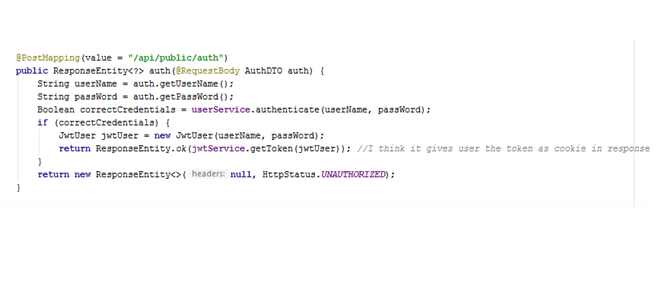 @PostMapping(value = "/api/public/auth")
public ResponseEntity<?> auth(@RequestBody AuthDTO auth) {
String userName = auth.getUserName();
String passWord = auth.getPassWord();
Boolean correctCredentials = userService.authenticate(userName, passWord);
if (correctCredentials) {
JwtUser jwtUser = new JwtUser(userName, passWord);
return ResponseEntity.ok(jwtService.getToken(jwtUser)); //I think it gives user the token as cookie in response
}
return new ResponseEntity<>( headers: null, HttpStatus.UNAUTHORIZED);
}